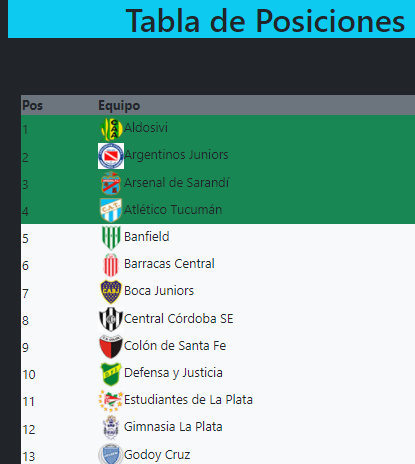 Tabla de Posiciones
Pos Equipo
1 Aldosivi
2 Argentinos Juniors
3 Arsenal de Sarandí
4 Atlético Tucumán
5 Banfield
6 Barracas Central
7 Boca Juniors
8 Central Córdoba SE
9 Colón de Santa Fe
10 Defensa y Justicia
11 Estudiantes de La Plata
12 Gimnasia La Plata
13 Godoy Cruz